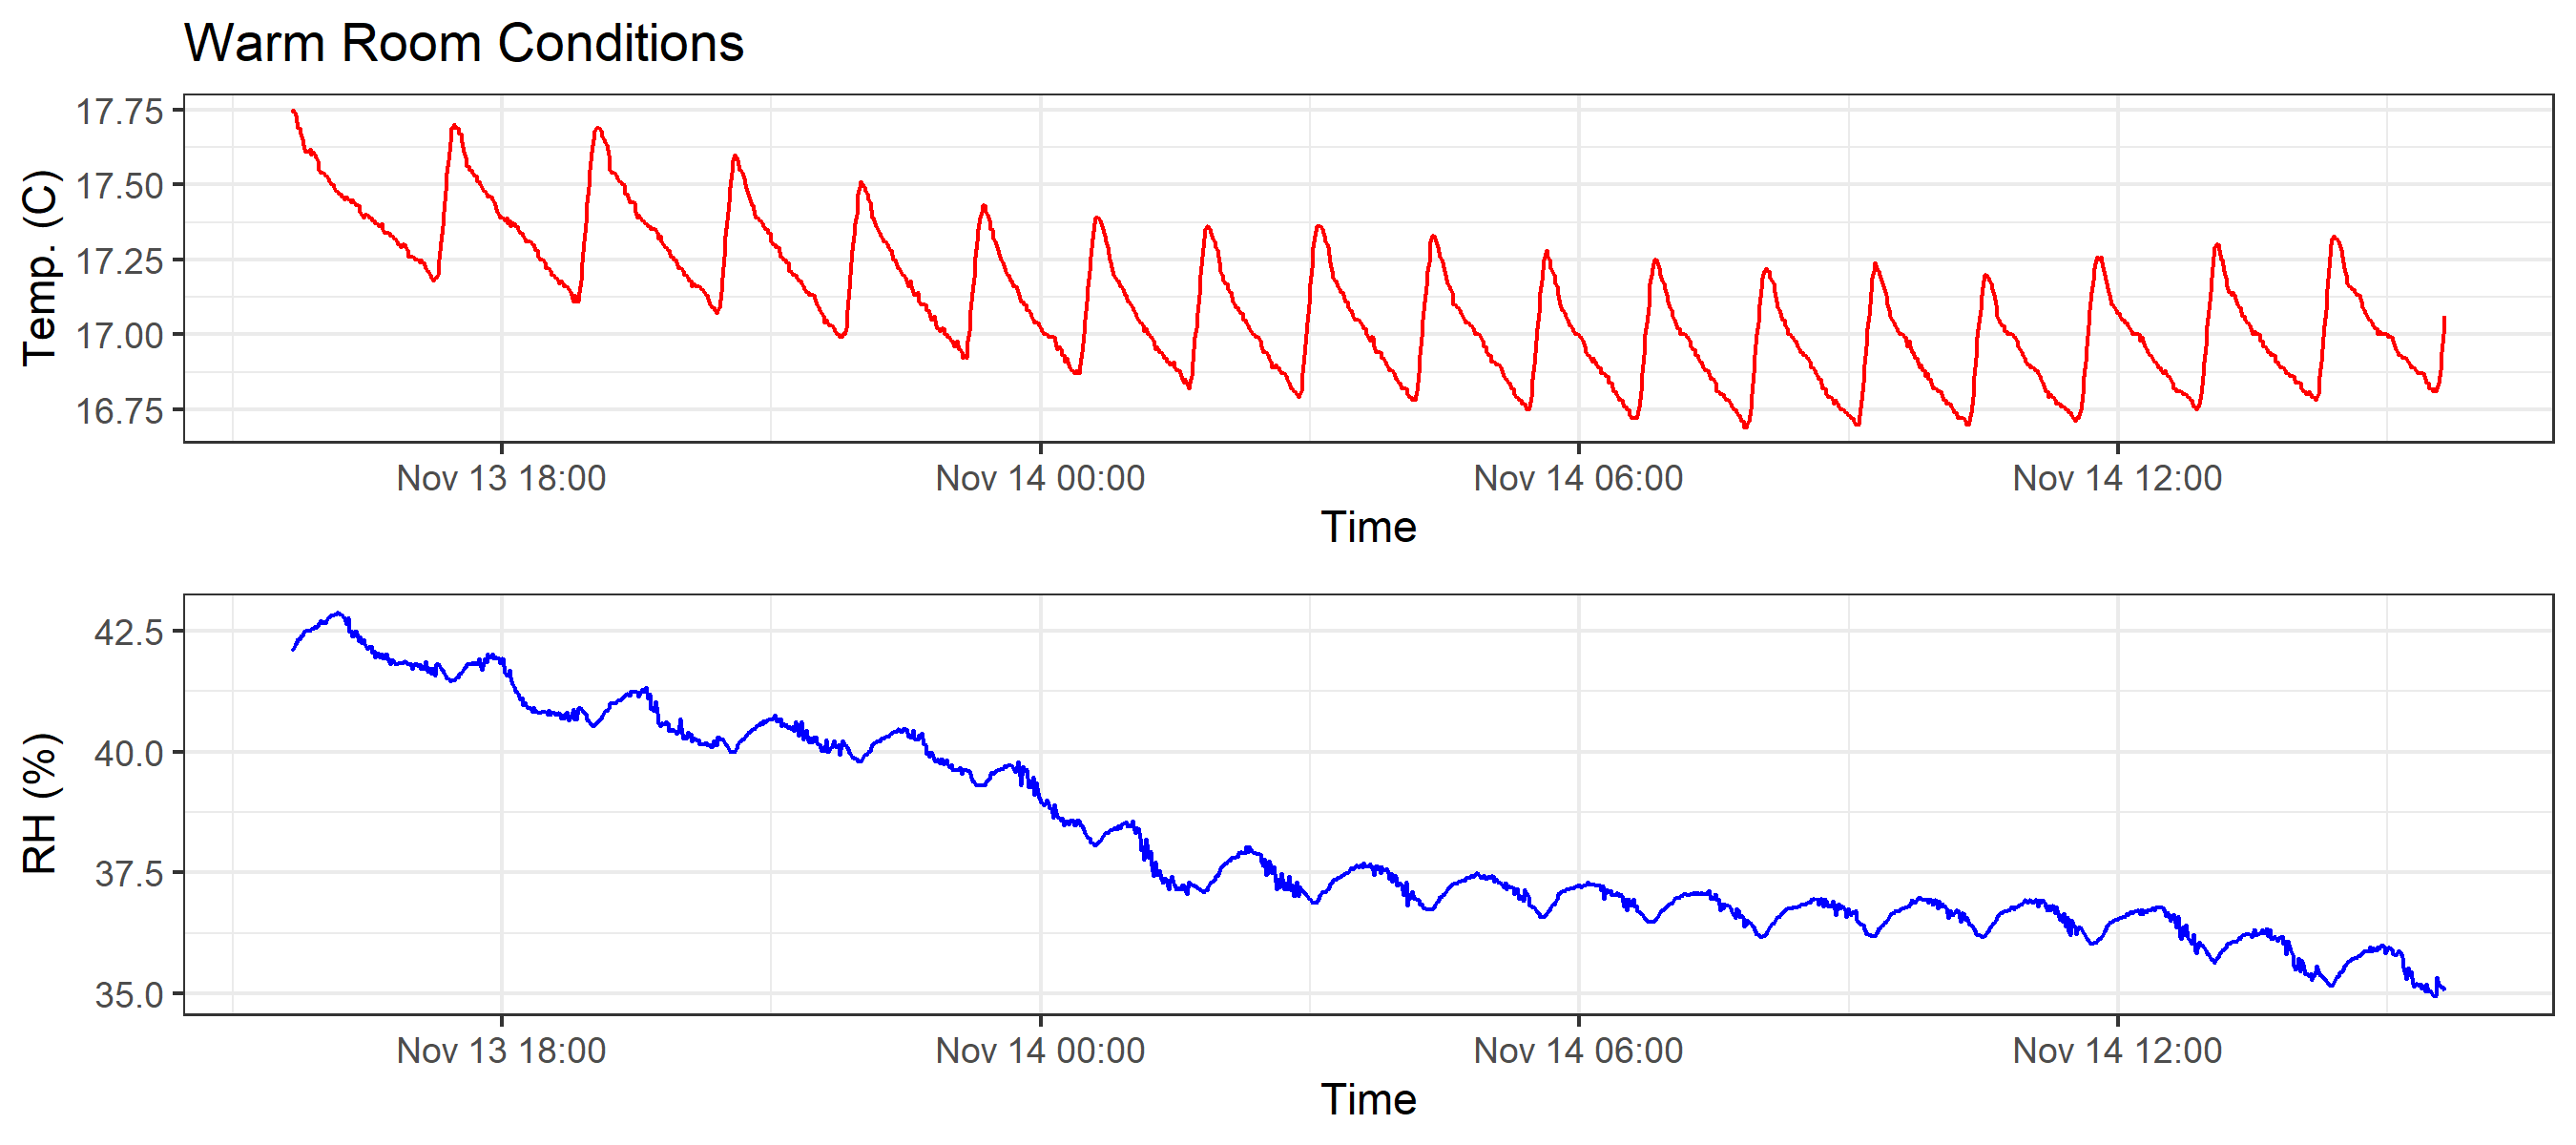 Warm Room Conditions
Temp. (C)
17.75
17.50
17.25
17.00
16.75
Nov 13 18:00 Nov 14 00:00 Nov 14 06:00 Nov 14 12:00
Time
RH (%)
42.5
40.0
37.5
35.0
Nov 13 18:00 Nov 14 00:00 Nov 14 06:00 Nov 14 12:00
Time